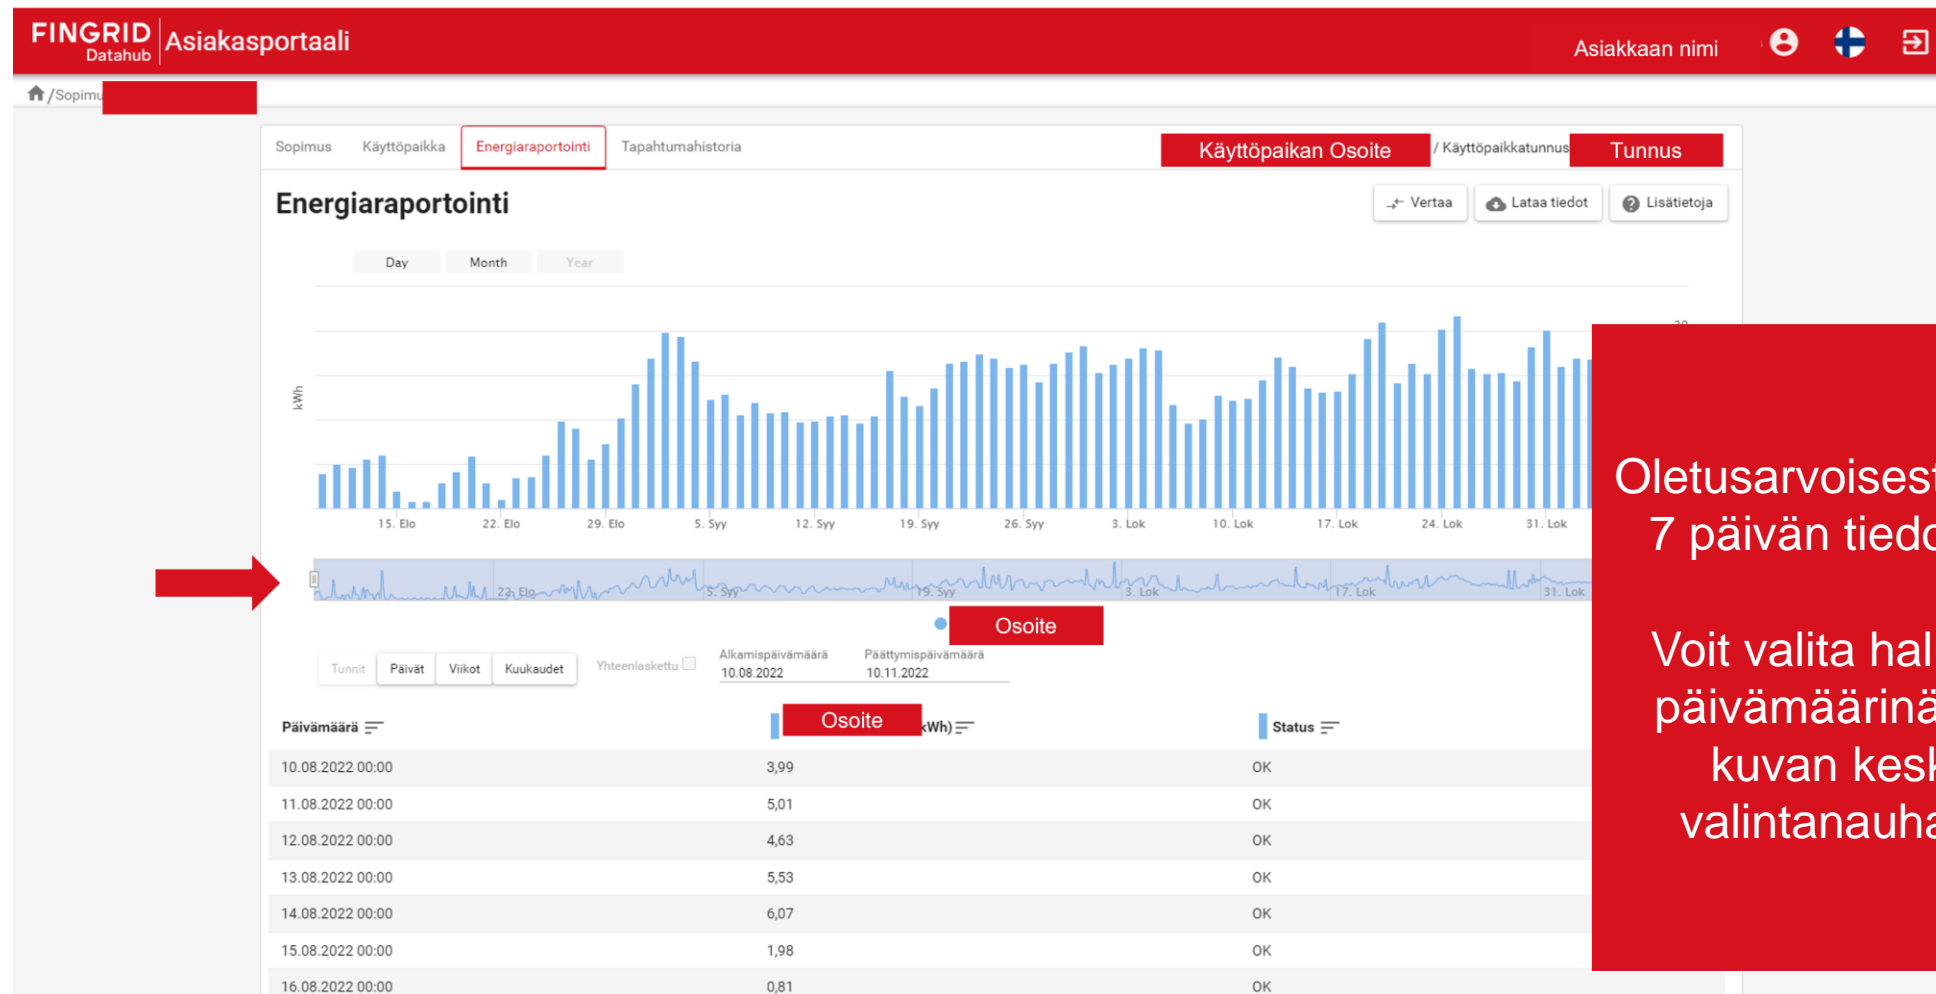 FINGRID
Datahub
Asiakasportaali
Asiakkaan nimi
/Sopimu
Sopimus Käyttöpaikka Energiaraportointi Tapahtumahistoria
Käyttöpaikan Osoite / Käyttöpaikkatunnus Tunnus
Energiaraportointi
Vertaa Lataa tiedot Lisätietoja
Day Month Year
kWh
15. Elo 22. Elo 29. Elo 5. Syy 12. Syy 19. Syy 26. Syy 3. Lok 10. Lok 17. Lok 24. Lok 31. Lok
22. Elo 5. Syy 19. Syy 3. Lok 17. Lok 31. Lok
Osoite
Tunnit Päivät Viikot Kuukaudet Yhteenlaskettu
Alkamispäivämäärä Päättymispäivämäärä
10.08.2022 10.11.2022
Päivämäärä Osoite kWh) Status
10.08.2022 00:00 3,99 OK
11.08.2022 00:00 5,01 OK
12.08.2022 00:00 4,63 OK
13.08.2022 00:00 5,53 OK
14.08.2022 00:00 6,07 OK
15.08.2022 00:00 1,98 OK
16.08.2022 00:00 0,81 OK
Oletusarvoisest
7 päivän tiedo
Voit valita hal
päivämäärinä
kuvan kesk
valintanauha